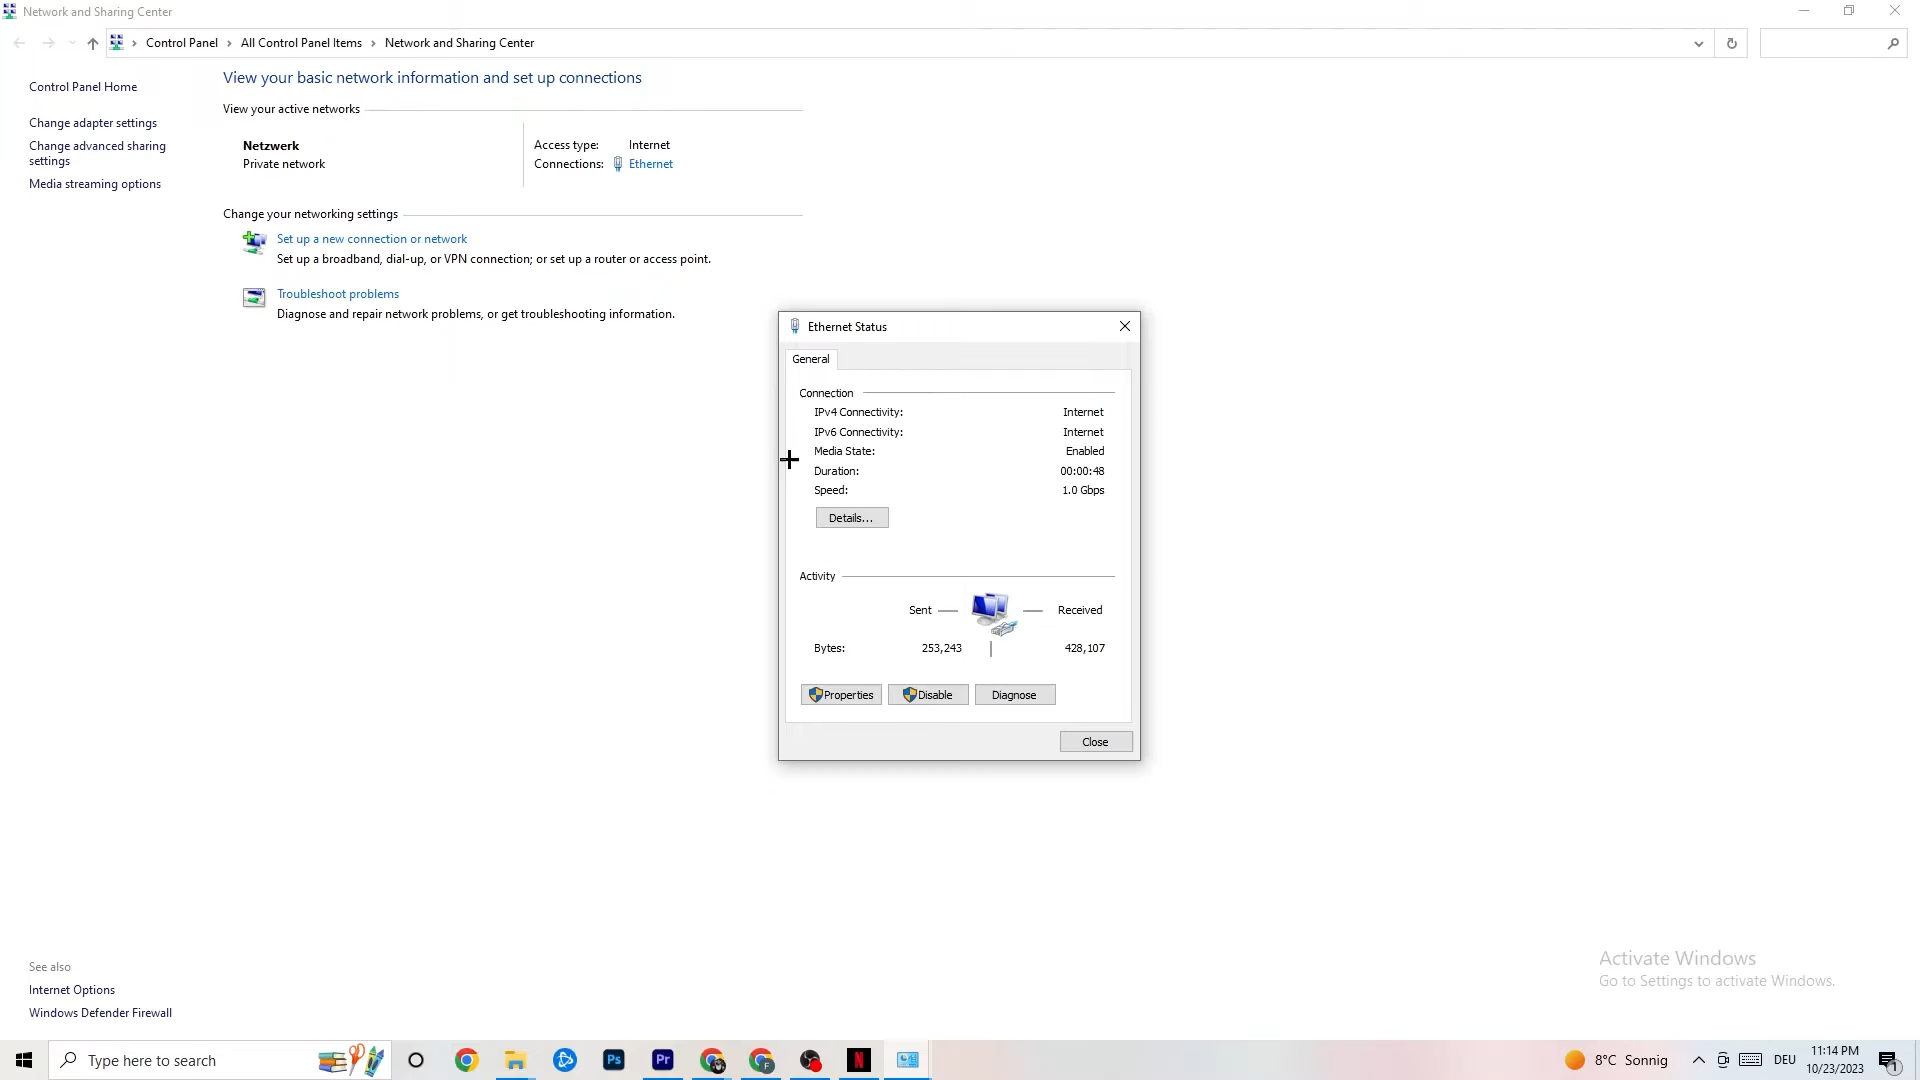 Network and Sharing Center
Control Panel > All Control Panel Items > Network and Sharing Center
Control Panel Home
Change adapter settings
Change advanced sharing
settings
Media streaming options
View your basic network information and set up connections
View your active networks
Netzwerk
Private network
Access type: Internet
Connections: Ethernet
Change your networking settings
Set up a new connection or network
Set up a broadband, dial-up, or VPN connection; or set up a router or access point.
Troubleshoot problems
Diagnose and repair network problems, or get troubleshooting information.
Ethernet Status
General
Connection
IPv4 Connectivity: Internet
IPv6 Connectivity: Internet
Media State: Enabled
Duration: 00:00:48
Speed: 1.0 Gbps
Details...
Activity
Sent — Received
Bytes: 253,243 | 428,107
Properties Disable Diagnose
Close
See also
Internet Options
Windows Defender Firewall
Activate Windows
Go to Settings to activate Windows.
Type here to search
Ps
Pr
F
N
8°C Sonnig
DEU
11:14 PM
10/23/2023
1